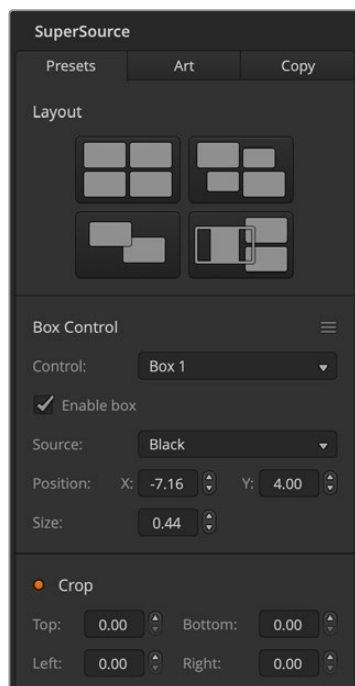 SuperSource
Presets Art Copy
Layout
Box Control
Control: Box 1
Enable box
Source: Black
Position: X: -7.16 Y: 4.00
Size: 0.44
Crop
Top: 0.00 Bottom: 0.00
Left: 0.00 Right: 0.00